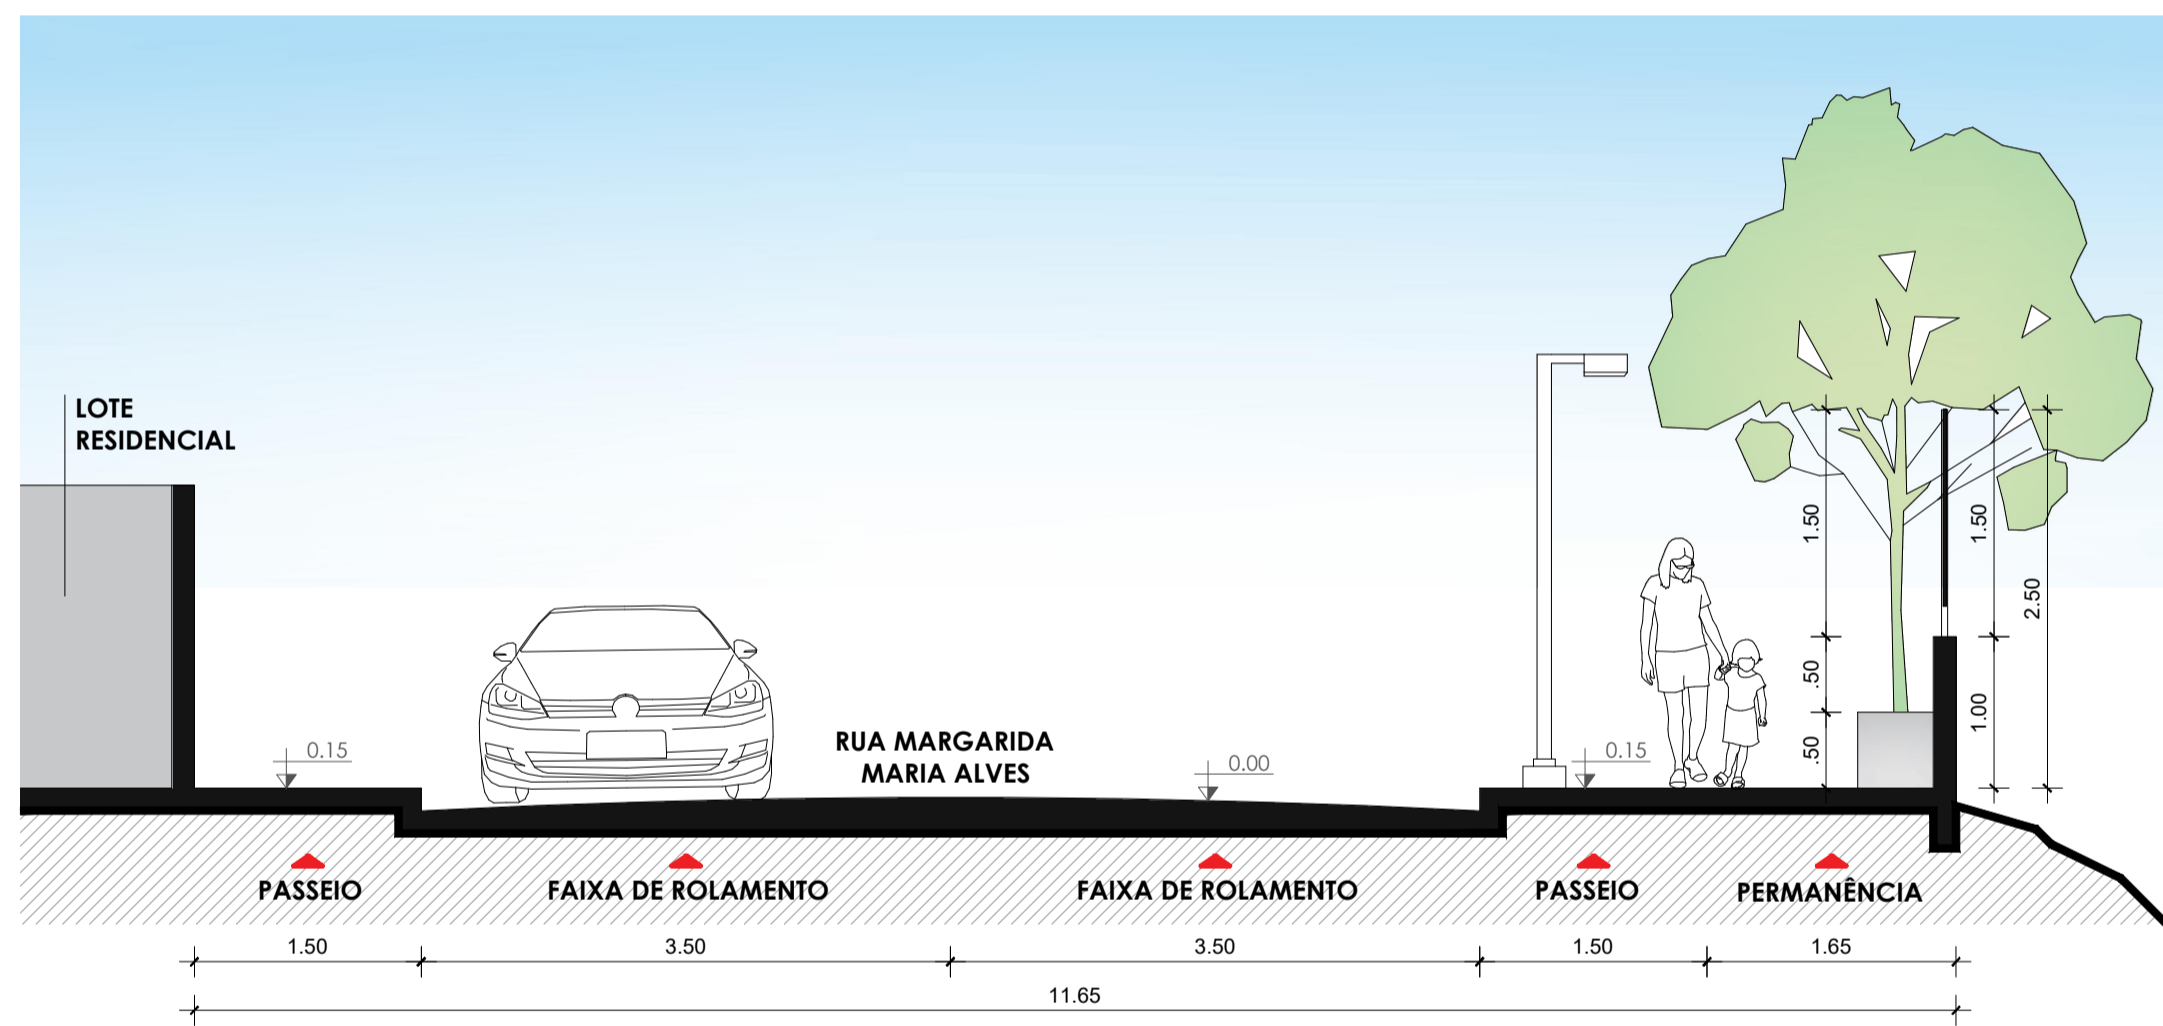 LOTE
RESIDENCIAL
1.50
1.50
2.50
.50
1.00
.50
RUA MARGARIDA
MARIA ALVES
0.15
0.00
0.15
PASSEIO
FAIXA DE ROLAMENTO
FAIXA DE ROLAMENTO
PASSEIO
PERMANÊNCIA
1.50
3.50
3.50
1.50
1.65
11.65